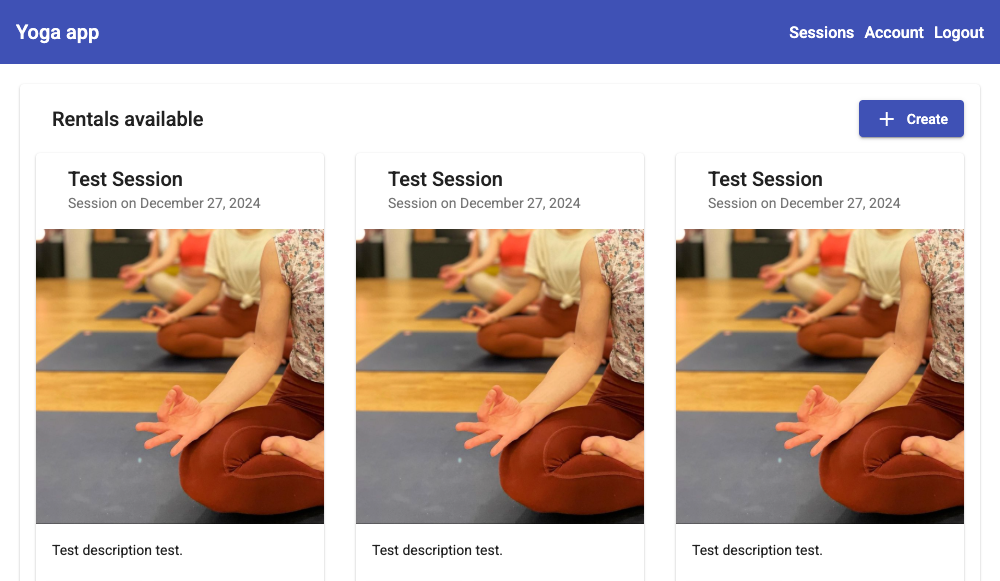 Yoga app
Sessions Account Logout
Rentals available
Create
Test Session
Session on December 27, 2024
Test description test.
Test Session
Session on December 27, 2024
Test description test.
Test Session
Session on December 27, 2024
Test description test.